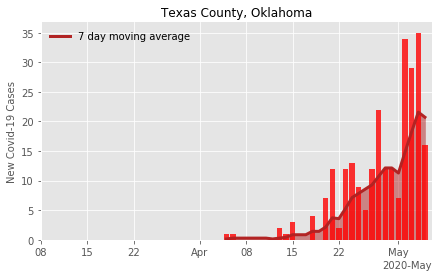 Texas County, Oklahoma
7 day moving average
New Covid-19 Cases
35
30
25
20
15
10
5
0
08
15
22
Apr
08
15
22
May
2020-May